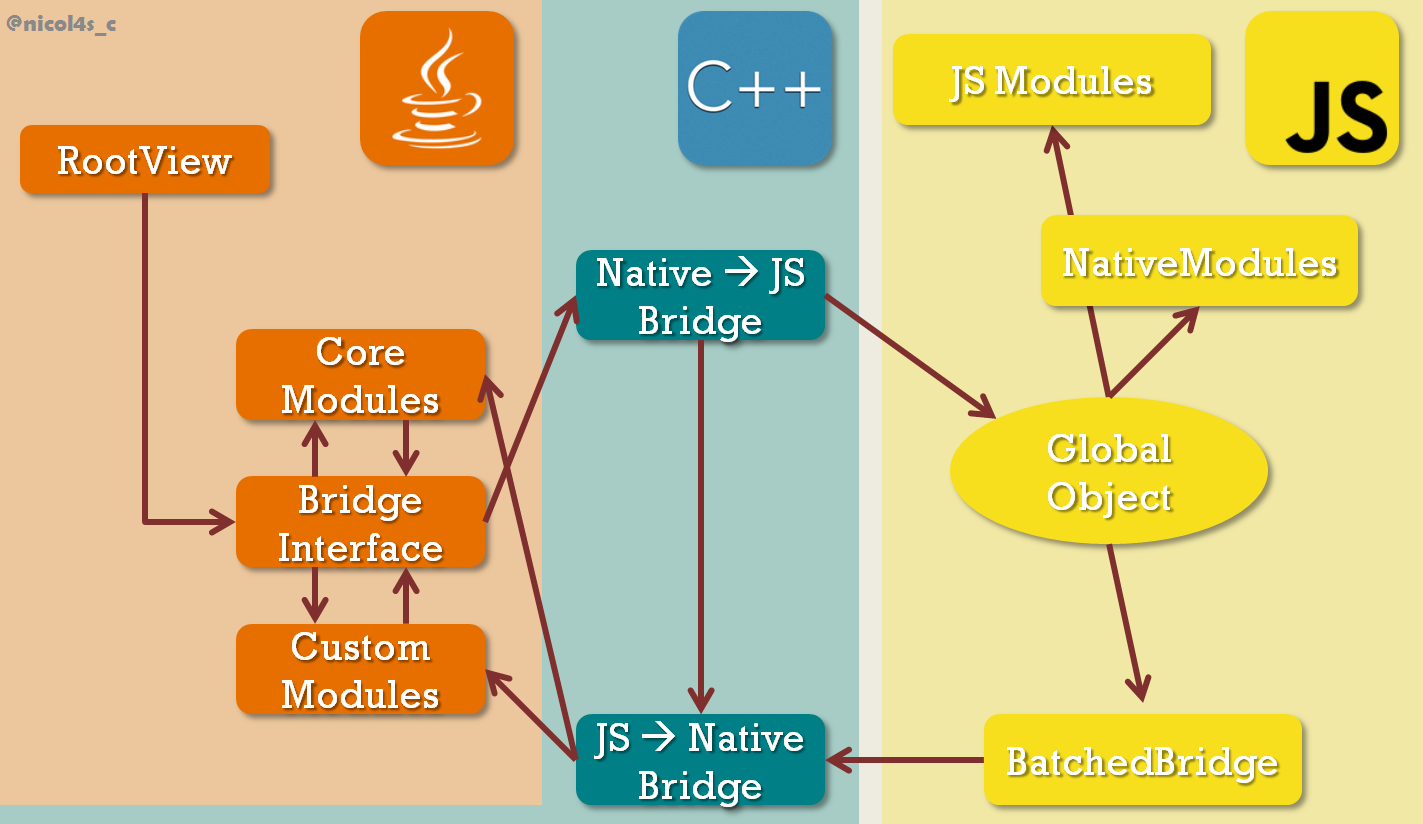 @nicol4s_c
C++
JS Modules
JS
RootView
NativeModules
Native → JS
Bridge
Core
Modules
Global
Object
Bridge
Interface
Custom
Modules
JS → Native
Bridge
BatchedBridge